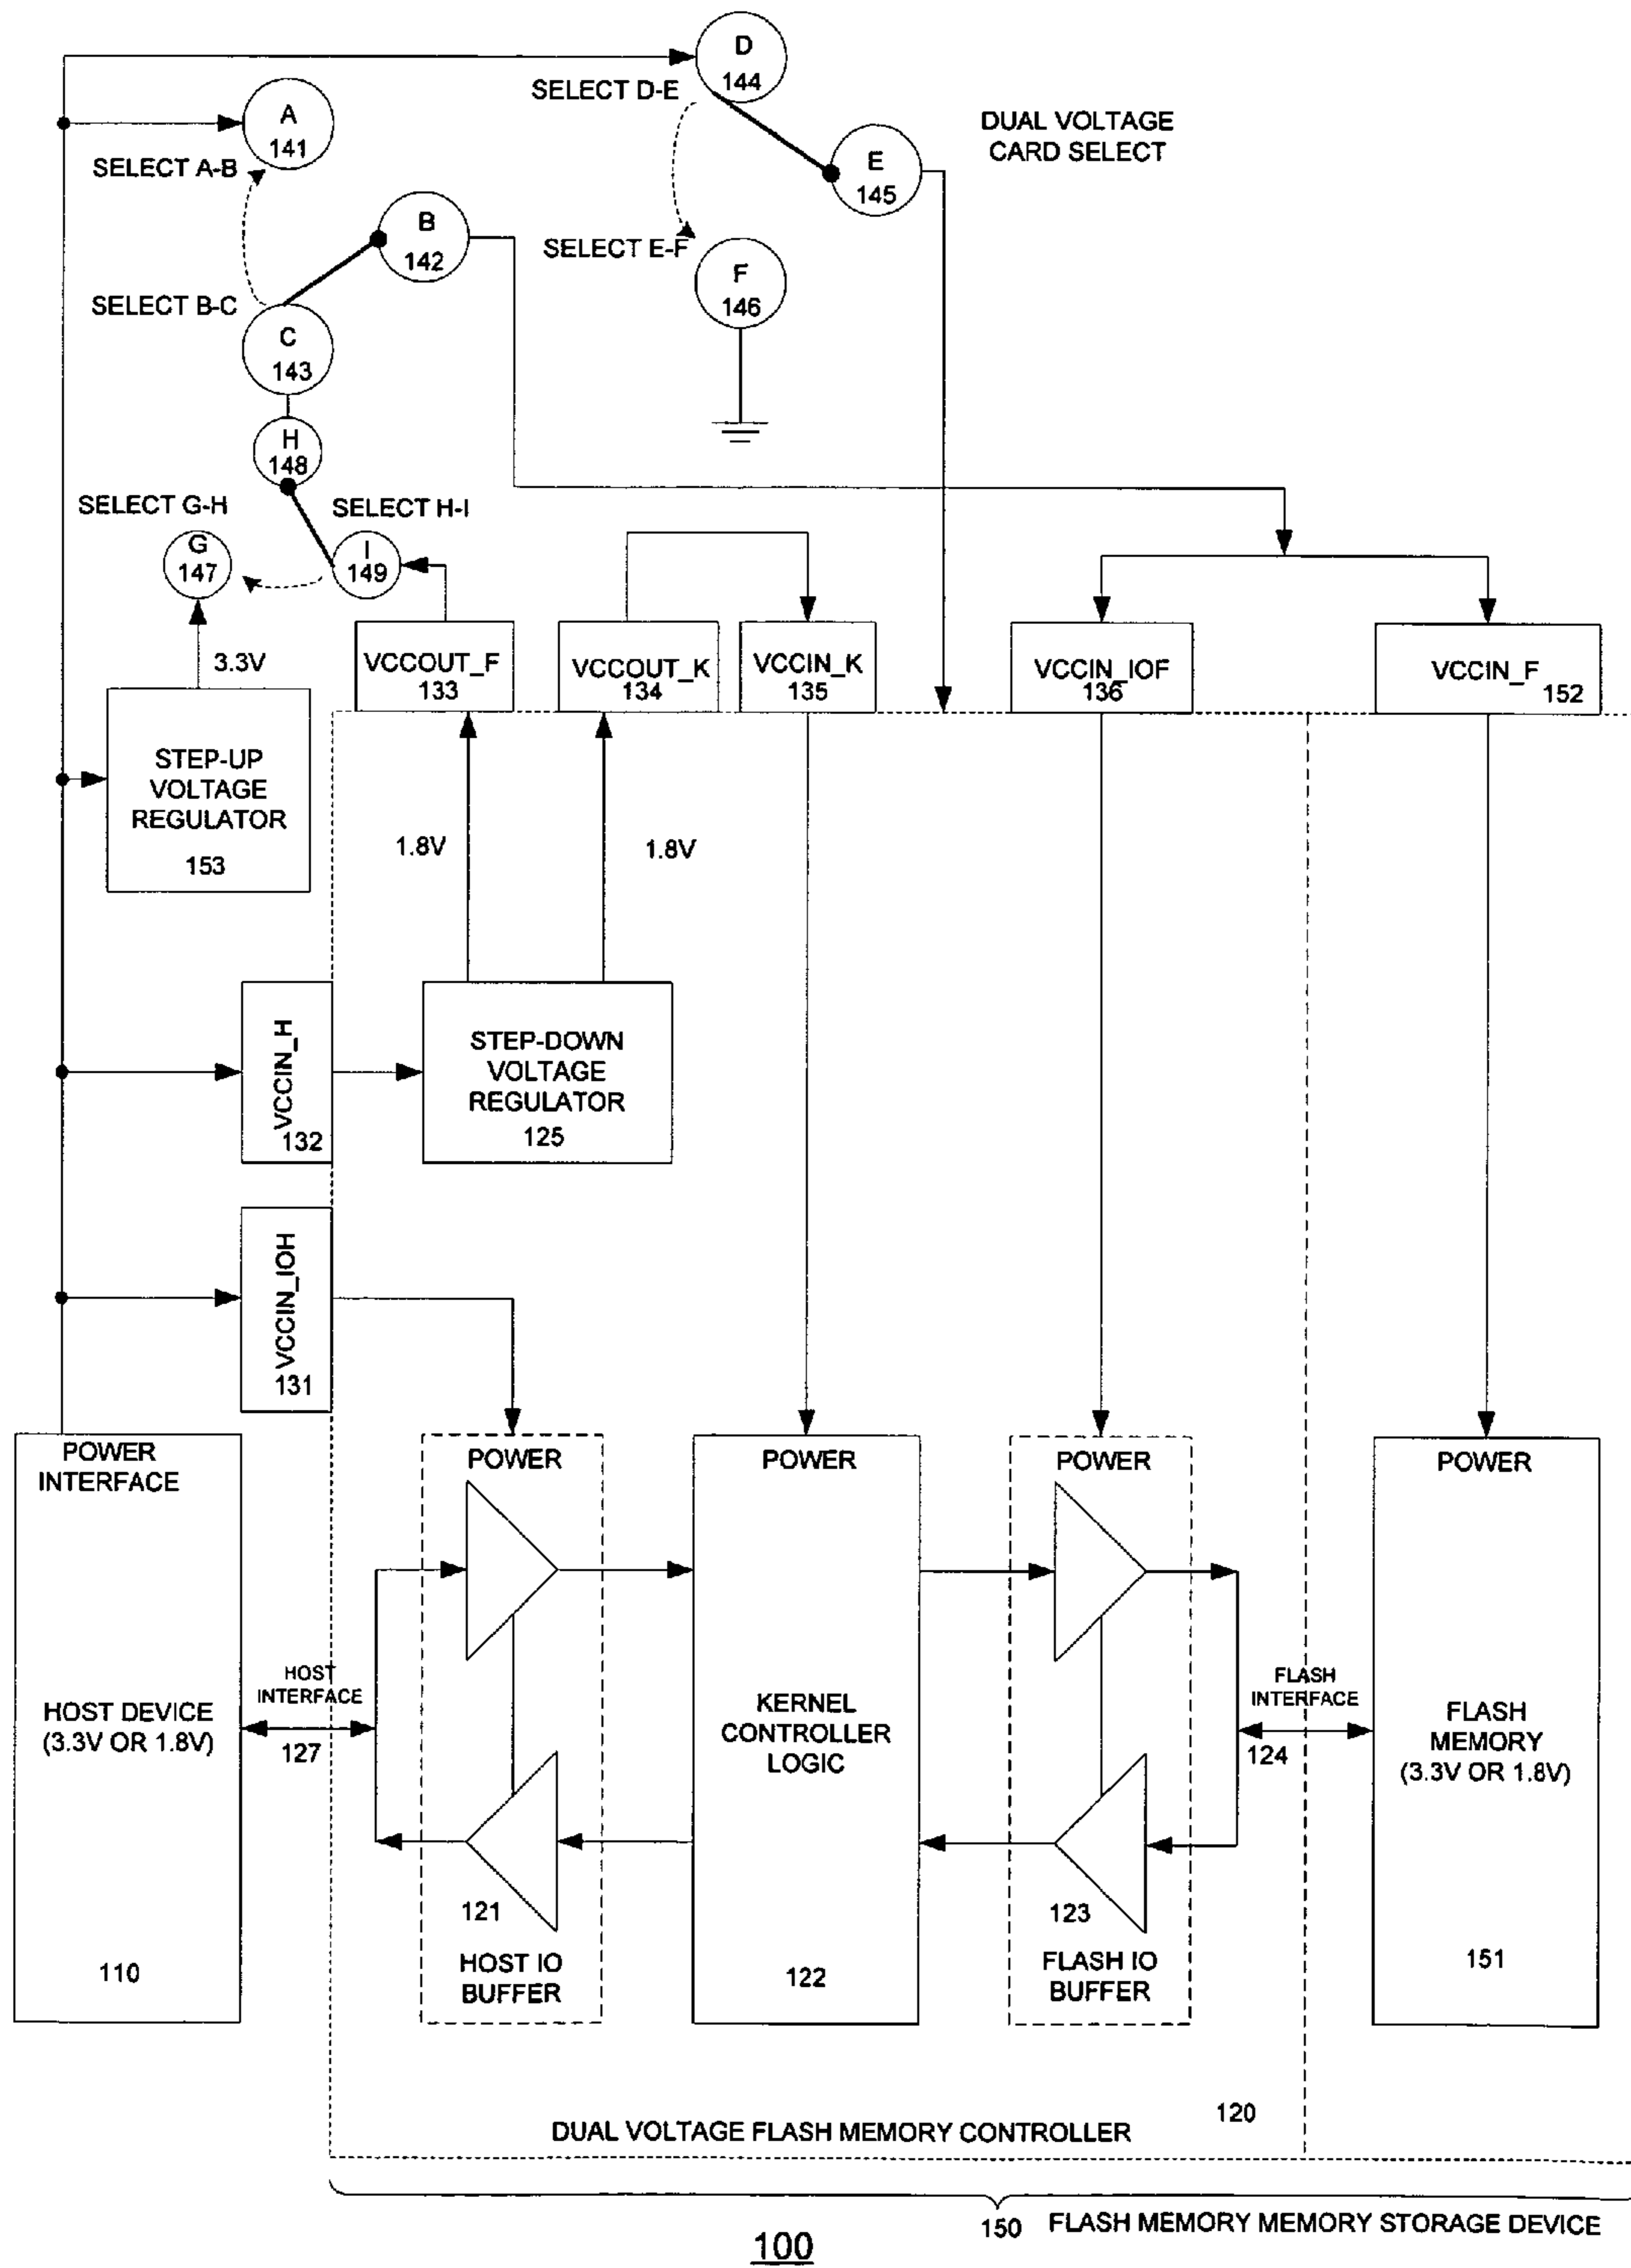 D
144
SELECT D-E
A
141
DUAL VOLTAGE
CARD SELECT
SELECT A-B
E
145
B
142
SELECT E-F
F
146
SELECT B-C
C
143
H
148
SELECT G-H
SELECT H-I
G
147
I
149
3.3V
VCCOUT_F
133
VCCOUT_K
134
VCCIN_K
135
VCCIN_IOF
136
VCCIN_F
152
STEP-UP
VOLTAGE
REGULATOR
153
1.8V
1.8V
VCCIN_H
132
STEP-DOWN
VOLTAGE
REGULATOR
125
VCCIN_IOH
131
POWER
INTERFACE
POWER
POWER
POWER
POWER
HOST
INTERFACE
127
HOST DEVICE
(3.3V OR 1.8V)
KERNEL
CONTROLLER
LOGIC
FLASH
INTERFACE
124
FLASH
MEMORY
(3.3V OR 1.8V)
121
123
HOST IO
BUFFER
FLASH IO
BUFFER
110
122
151
120
DUAL VOLTAGE FLASH MEMORY CONTROLLER
150 FLASH MEMORY MEMORY STORAGE DEVICE
100